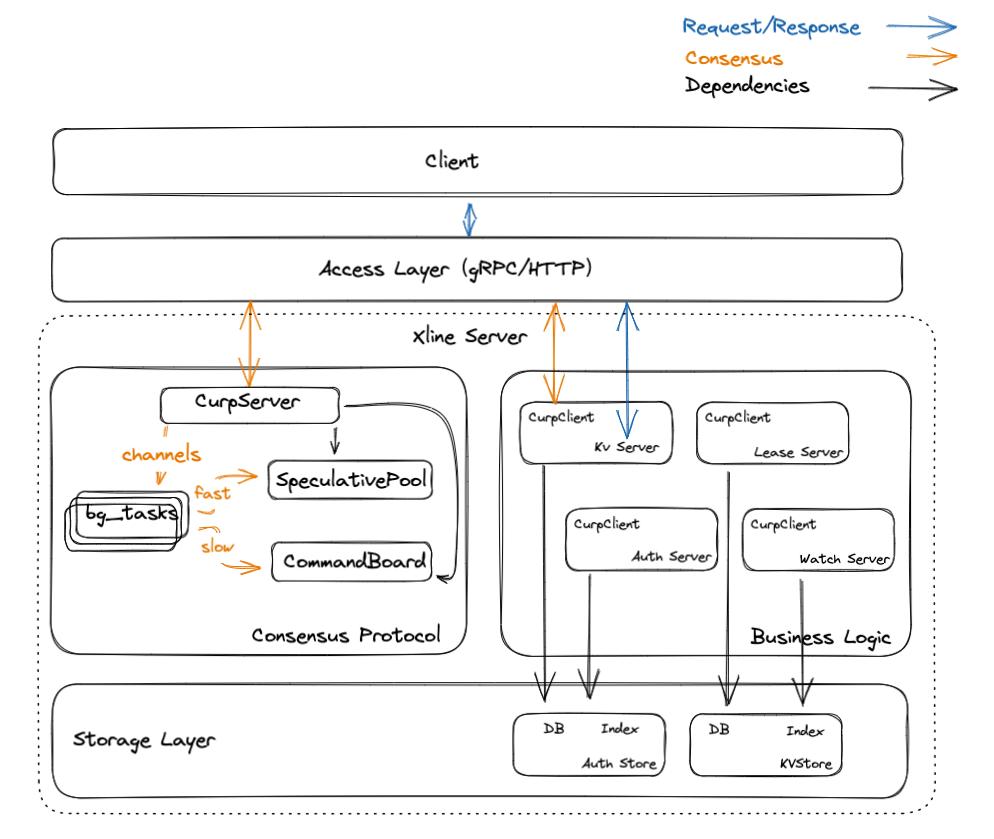 Request/Response
Consensus
Dependencies
Client
Access Layer (gRPC/HTTP)
Xline Server
CurpServer
channels
fast
SpeculativePool
bg_tasks
slow
CommandBoard
Consensus Protocol
CurpClient
Kv Server
CurpClient
Lease Server
CurpClient
Auth Server
CurpClient
Watch Server
Business Logic
Storage Layer
DB Index
Auth Store
DB Index
KVStore